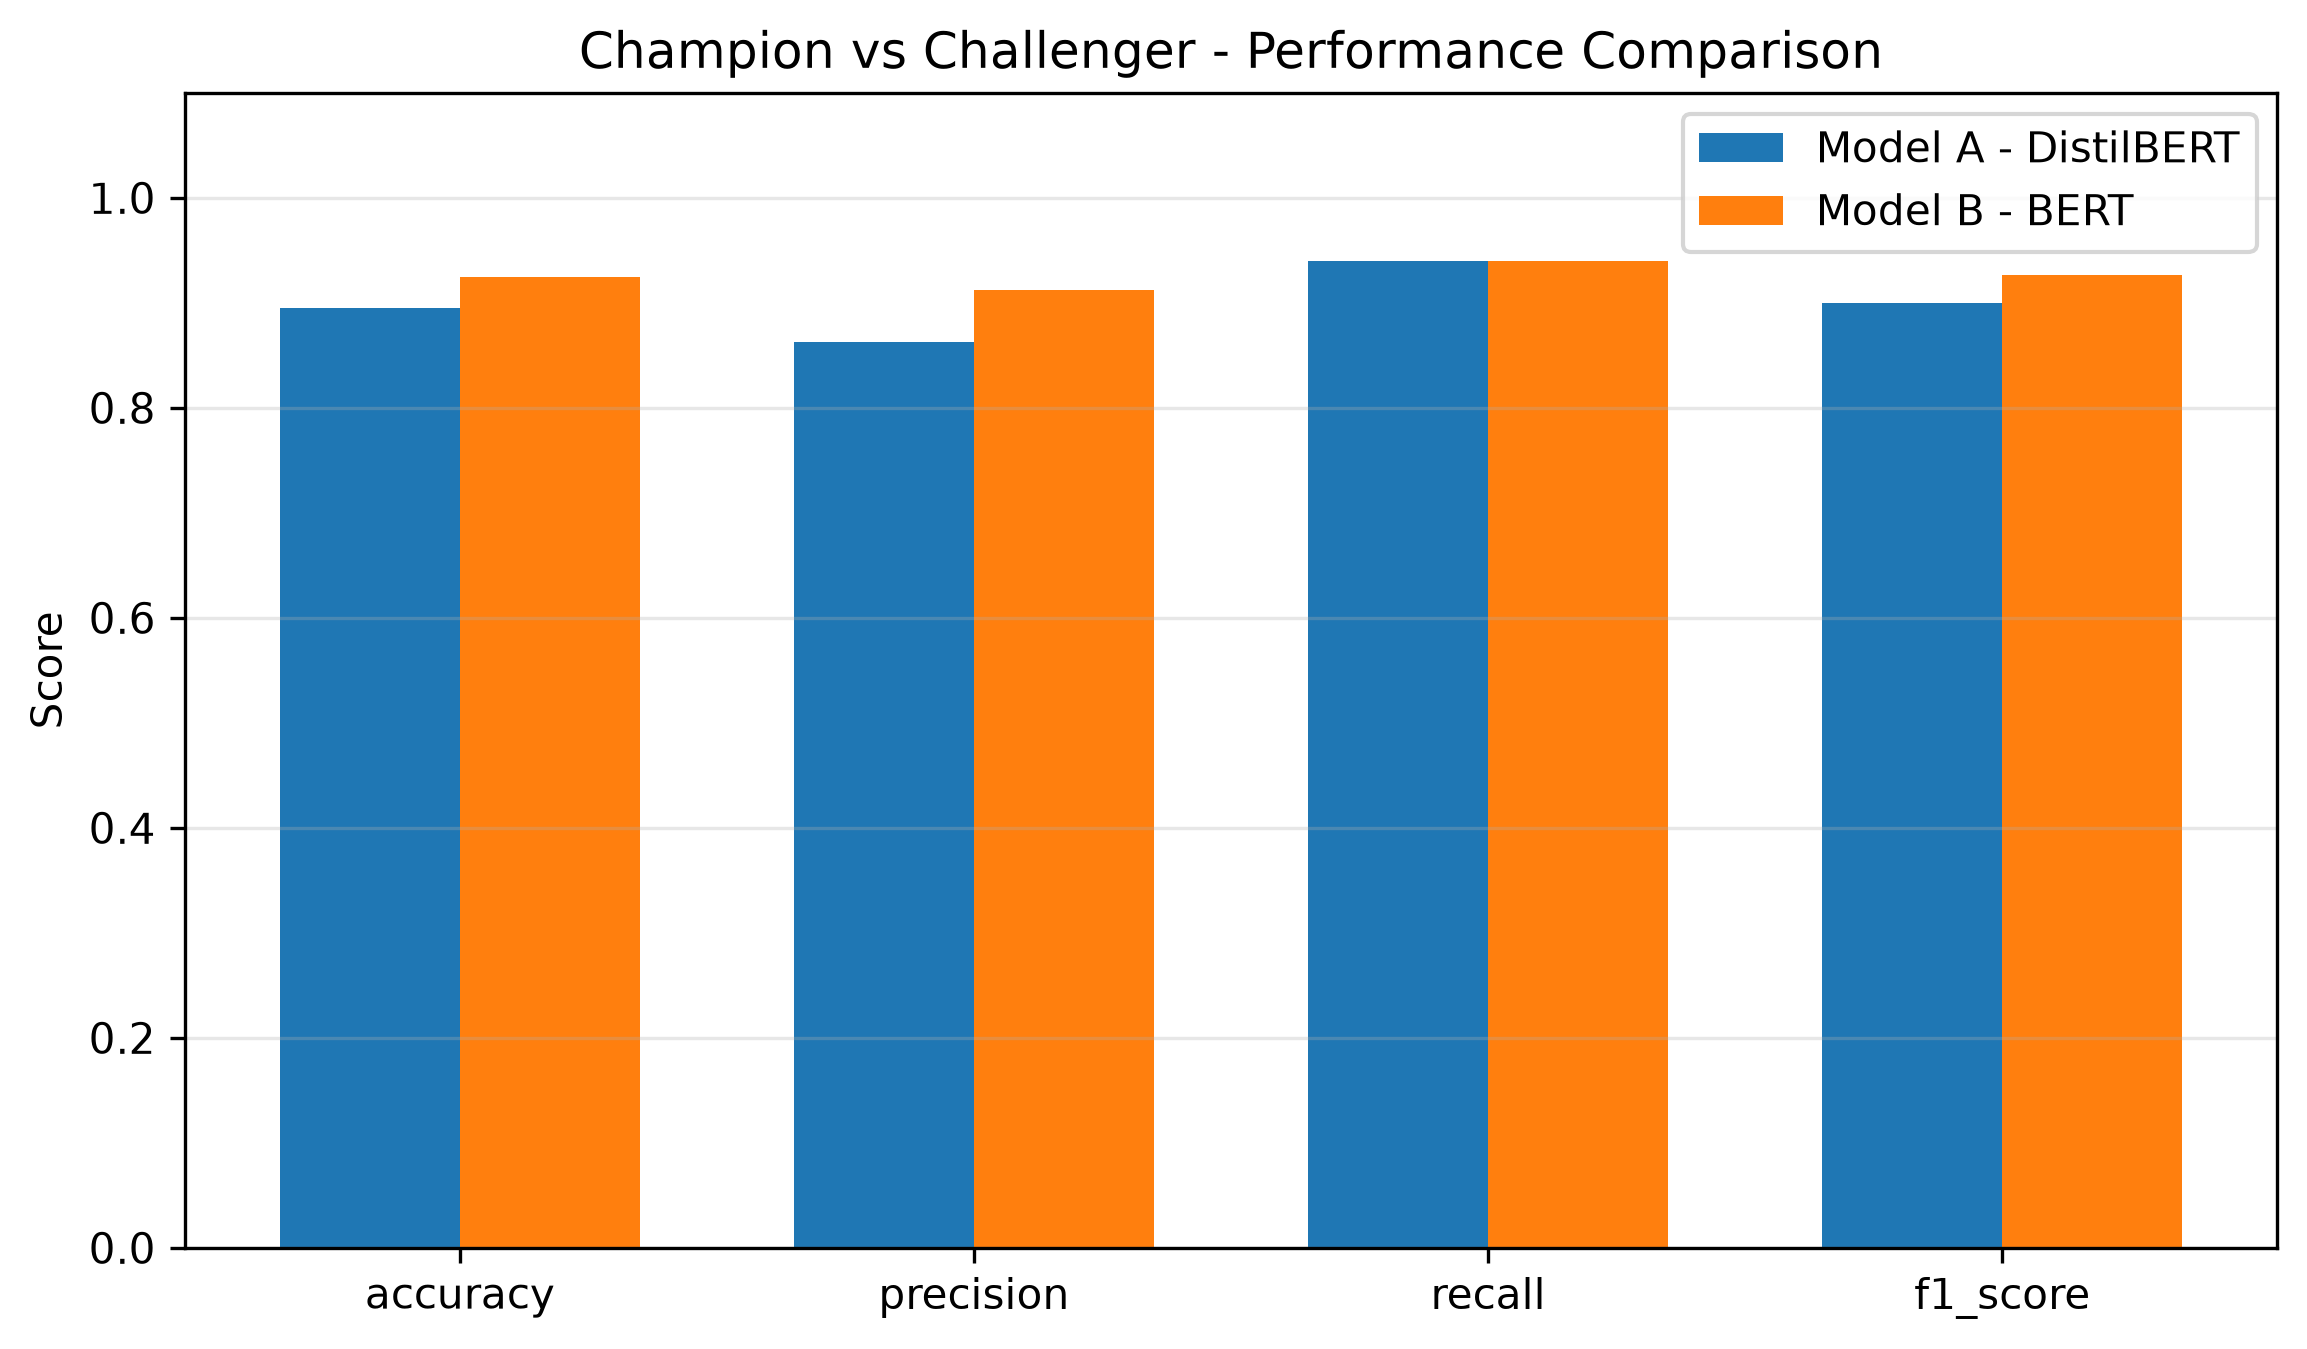 Champion vs Challenger - Performance Comparison
Model A - DistilBERT
Model B - BERT
Score
1.0
0.8
0.6
0.4
0.2
0.0
accuracy precision recall f1_score